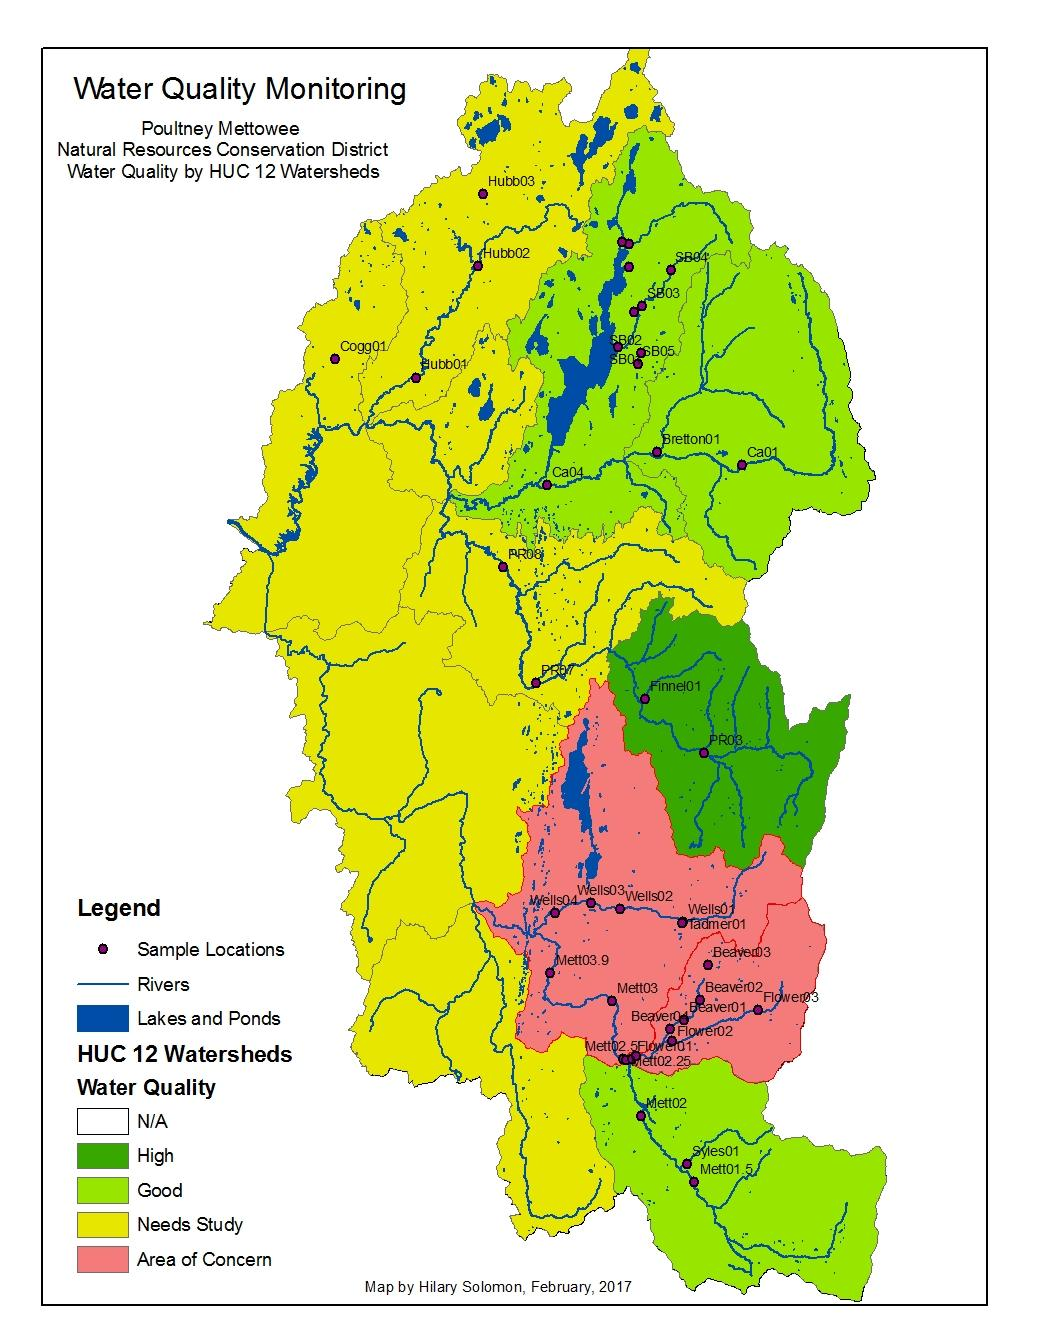 Water Quality Monitoring
Poultney Mettowee
Natural Resources Conservation District
Water Quality by HUC 12 Watersheds
Hubb03
Hubb02
SB04
SB03
SB02
Cogg01
SB05
Hubb01
Bretton01
Ca01
Ca04
PR08
PR07
Finnel01
PR03
Wells03
Wells02
Wells04
Wells01
Tadmer01
Beaver03
Mett03.9
Beaver02
Mett03
Flower03
Beaver01
Flower02
Mett02.5
Flower01
Mett02.25
Mett02
Syles01
Mett01.5
Legend
Sample Locations
Rivers
Lakes and Ponds
HUC 12 Watersheds
Water Quality
N/A
High
Good
Needs Study
Area of Concern
Map by Hilary Solomon, February, 2017